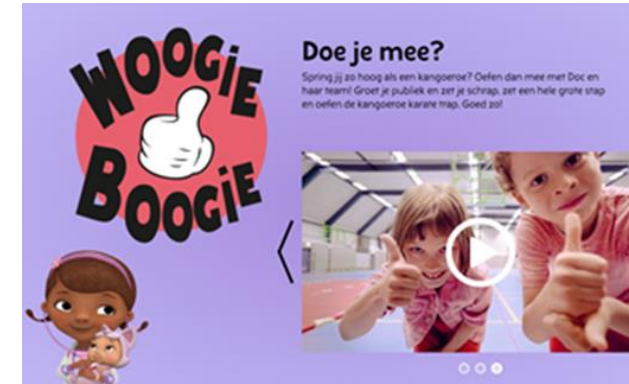 WOOGiE
BOOGiE
Doe je mee?
Spring jij zo hoog als een kangoeroe? Oefen dan mee met Doc en
haar team! Groet je publiek en zet je schrap, zet een hele grote stap
en oefen de kangoeroe karate trap. Goed zo!